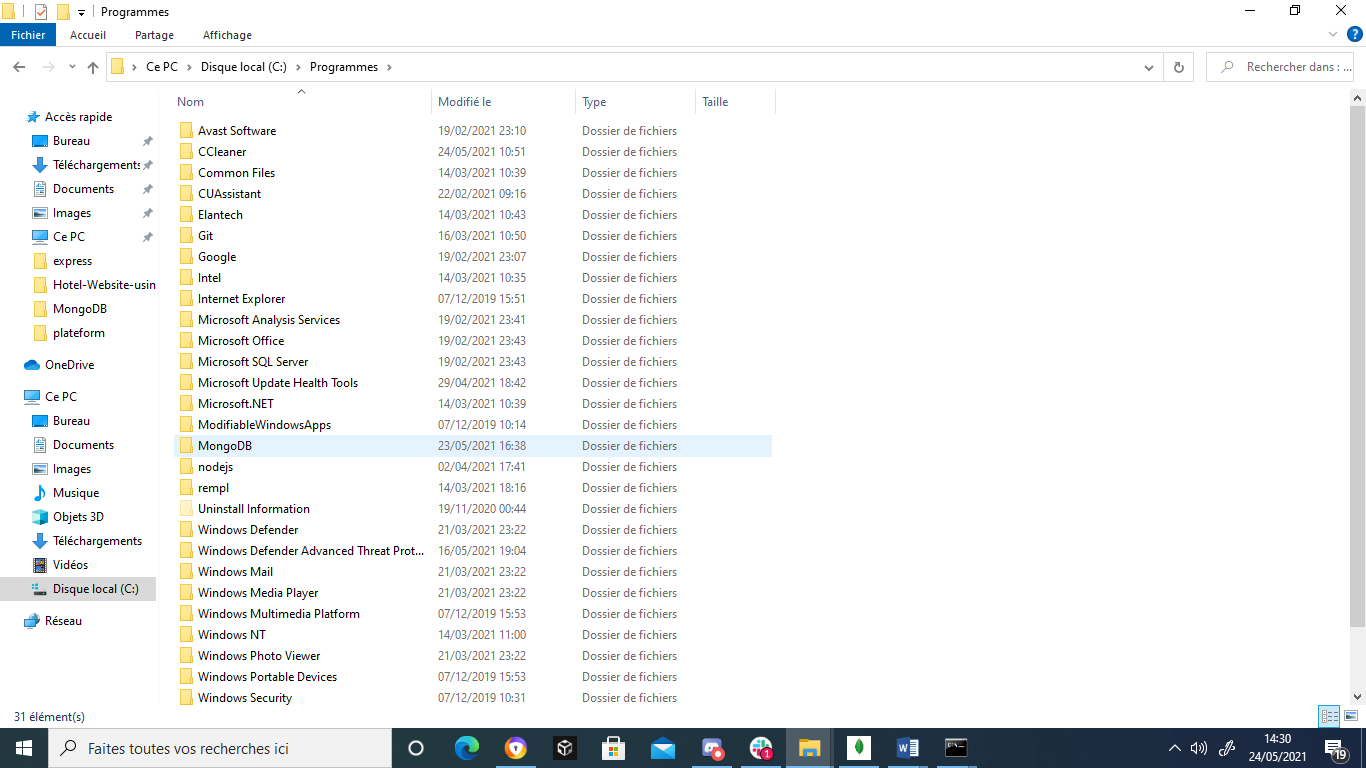 Programmes
Fichier Accueil Partage Affichage
Ce PC Disque local (C:) Programmes
Rechercher dans : ...
Nom Modifié le Type Taille
Accès rapide
Bureau
Téléchargements
Documents
Images
Ce PC
express
Hotel-Website-usin
MongoDB
plateform
OneDrive
Ce PC
Bureau
Documents
Images
Musique
Objets 3D
Téléchargements
Vidéos
Disque local (C:)
Réseau
Avast Software 19/02/2021 23:10 Dossier de fichiers
CCleaner 24/05/2021 10:51 Dossier de fichiers
Common Files 14/03/2021 10:39 Dossier de fichiers
CUAssistant 22/02/2021 09:16 Dossier de fichiers
Elantech 14/03/2021 10:43 Dossier de fichiers
Git 16/03/2021 10:50 Dossier de fichiers
Google 19/02/2021 23:07 Dossier de fichiers
Intel 14/03/2021 10:35 Dossier de fichiers
Internet Explorer 07/12/2019 15:51 Dossier de fichiers
Microsoft Analysis Services 19/02/2021 23:41 Dossier de fichiers
Microsoft Office 19/02/2021 23:43 Dossier de fichiers
Microsoft SQL Server 19/02/2021 23:43 Dossier de fichiers
Microsoft Update Health Tools 29/04/2021 18:42 Dossier de fichiers
Microsoft.NET 14/03/2021 10:39 Dossier de fichiers
ModifiableWindowsApps 07/12/2019 10:14 Dossier de fichiers
MongoDB 23/05/2021 16:38 Dossier de fichiers
nodejs 02/04/2021 17:41 Dossier de fichiers
rempl 14/03/2021 18:16 Dossier de fichiers
Uninstall Information 19/11/2020 00:44 Dossier de fichiers
Windows Defender 21/03/2021 23:22 Dossier de fichiers
Windows Defender Advanced Threat Prot... 16/05/2021 19:04 Dossier de fichiers
Windows Mail 21/03/2021 23:22 Dossier de fichiers
Windows Media Player 21/03/2021 23:22 Dossier de fichiers
Windows Multimedia Platform 07/12/2019 15:53 Dossier de fichiers
Windows NT 14/03/2021 11:00 Dossier de fichiers
Windows Photo Viewer 21/03/2021 23:22 Dossier de fichiers
Windows Portable Devices 07/12/2019 15:53 Dossier de fichiers
Windows Security 07/12/2019 10:31 Dossier de fichiers
31 élément(s)
Faites toutes vos recherches ici
1
14:30
24/05/2021
19